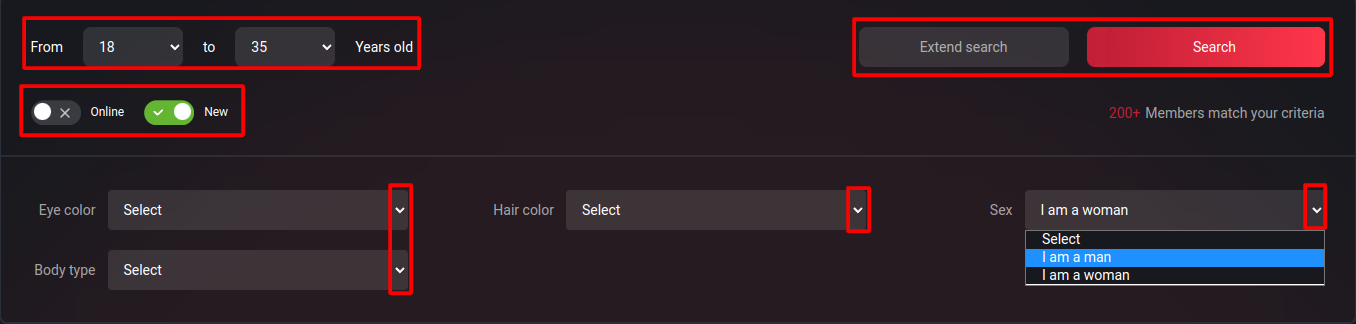 From 18 to 35 Years old Extend search Search
Online New 200+ Members match your criteria
Eye color Select Hair color Select Sex I am a woman
Select
I am a man
Body type Select I am a woman